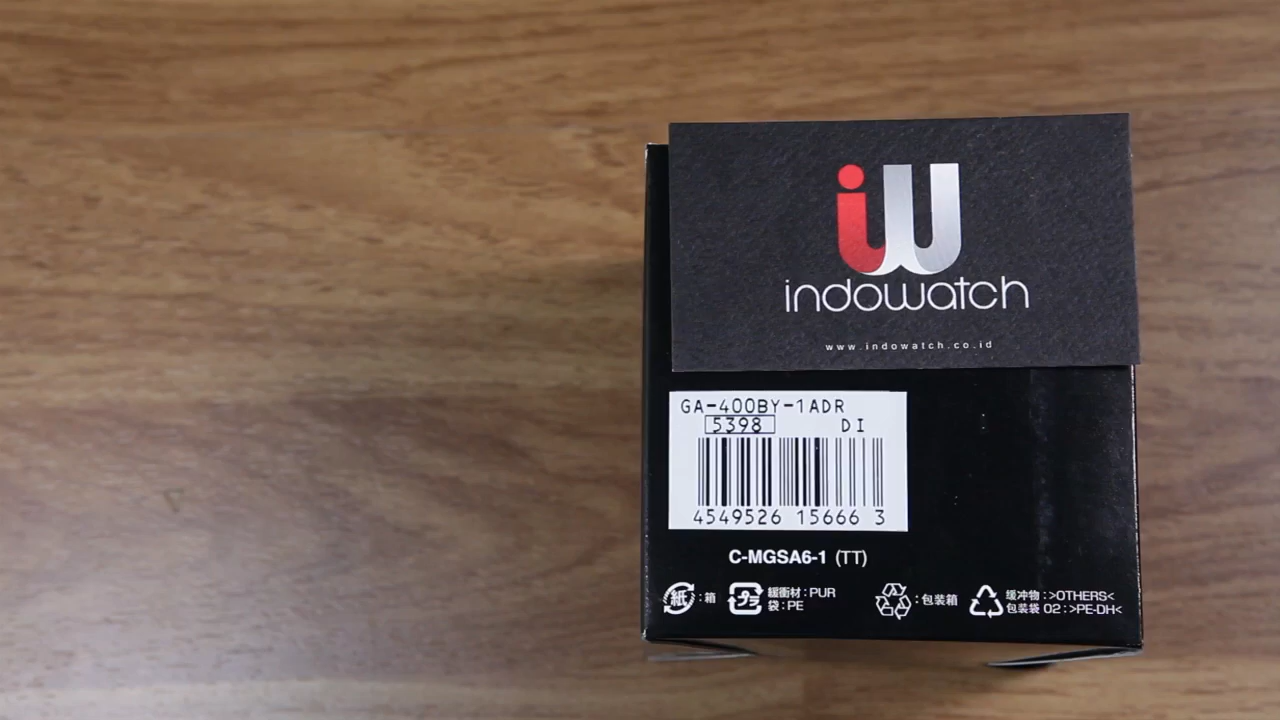 iW
indowatch
www.indowatch.co.id
GA-400BY-1ADR
5398 DI
4549526 15666 3
C-MGSA6-1 (TT)
紙 : 箱
プラ 緩衝材 : PUR
袋 : PE
: 包装箱
缓冲物 : >OTHERS<
包装袋 02 : >PE-DH<